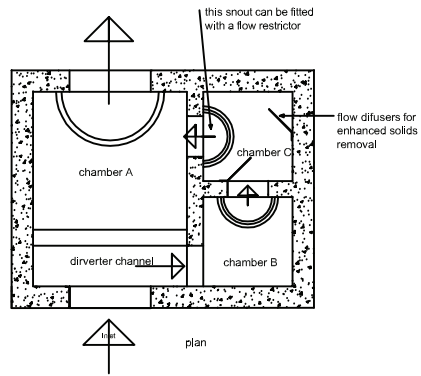 this snout can be fitted
with a flow restrictor
flow difusers for
enhanced solids
removal
chamber C
chamber A
dirverter channel
chamber B
Inlet
plan